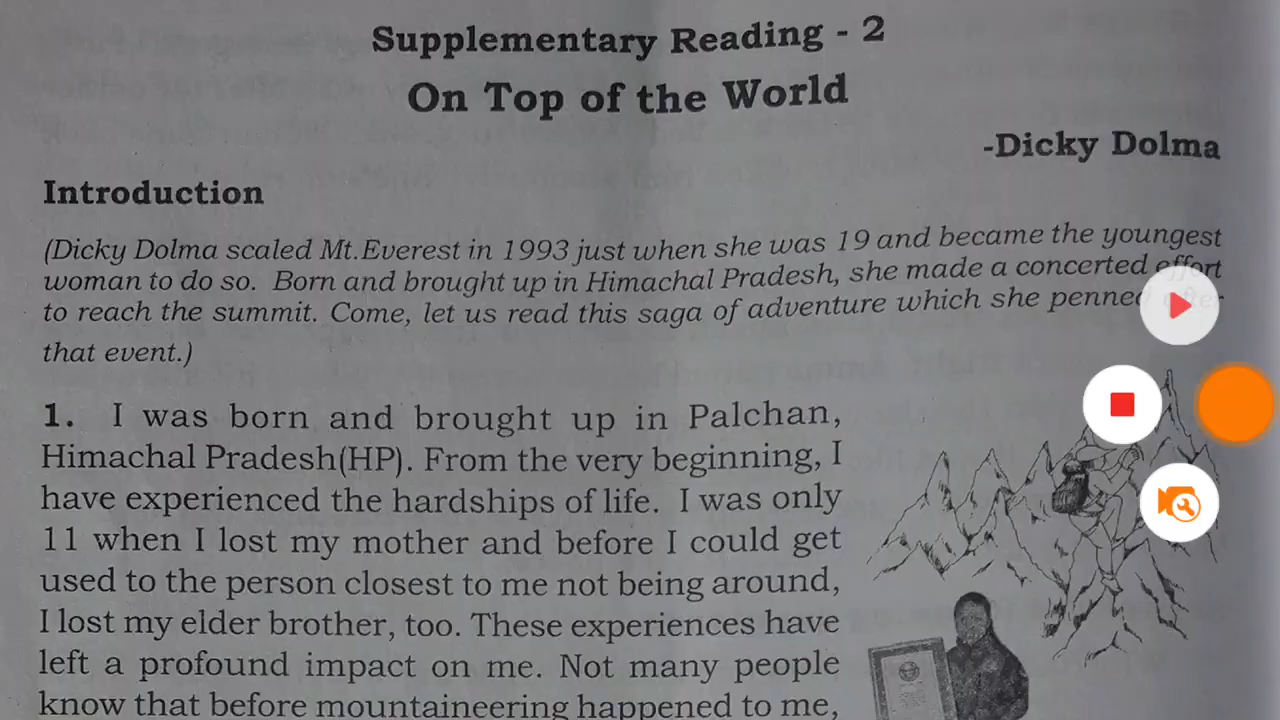 Supplementary Reading - 2
On Top of the World
-Dicky Dolma
Introduction
(Dicky Dolma scaled Mt.Everest in 1993 just when she was 19 and became the youngest
woman to do so. Born and brought up in Himachal Pradesh, she made a concerted effort
to reach the summit. Come, let us read this saga of adventure which she penned after
that event.)
1. I was born and brought up in Palchan,
Himachal Pradesh(HP). From the very beginning, I
have experienced the hardships of life. I was only
11 when I lost my mother and before I could get
used to the person closest to me not being around,
I lost my elder brother, too. These experiences have
left a profound impact on me. Not many people
know that before mountaineering happened to me,